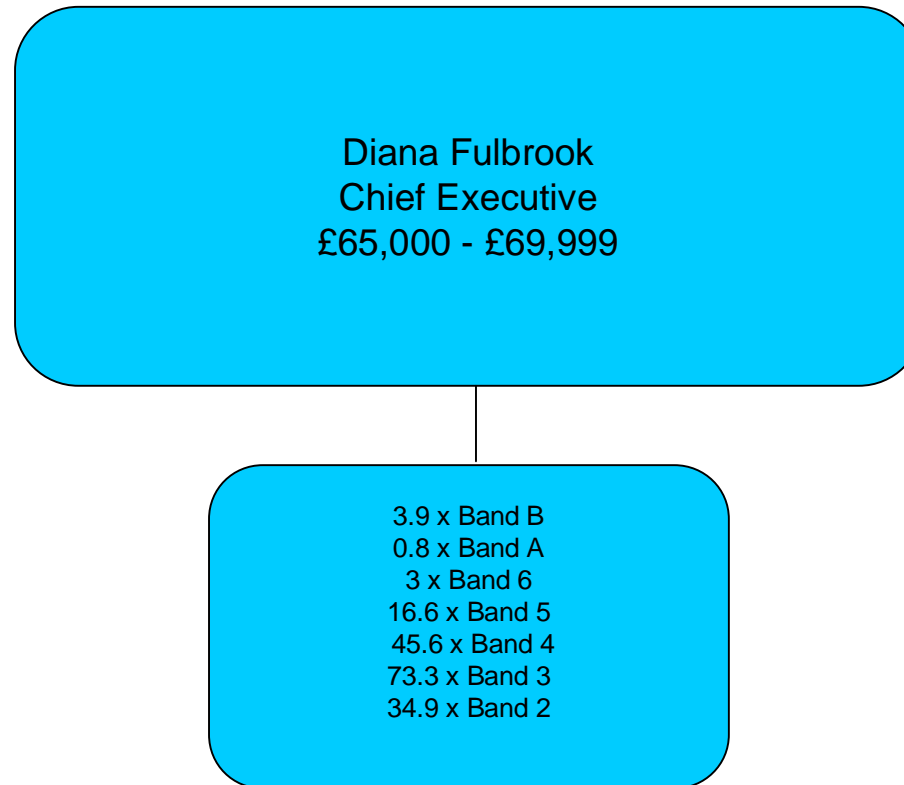 Diana Fulbrook
Chief Executive
£65,000 - £69,999
3.9 x Band B
0.8 x Band A
3 x Band 6
16.6 x Band 5
45.6 x Band 4
73.3 x Band 3
34.9 x Band 2